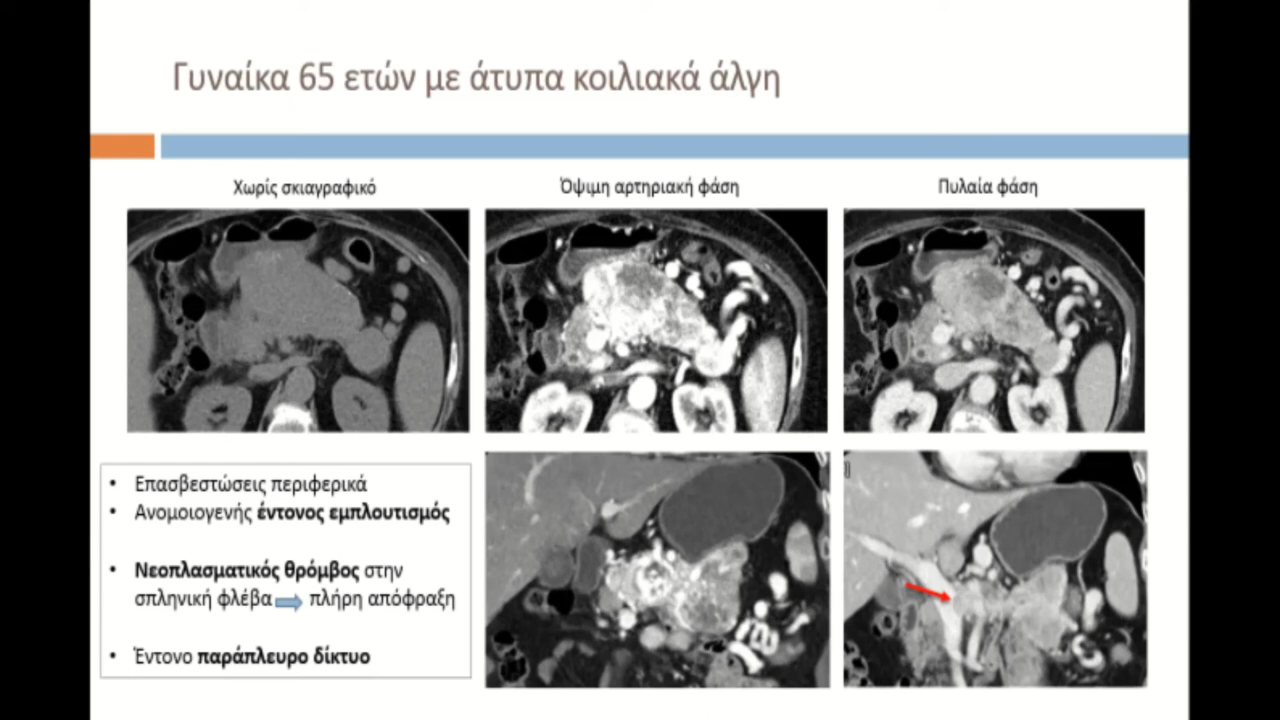 Γυναίκα 65 ετών με άτυπα κοιλιακά άλγη
Χωρίς σκιαγραφικό
Όψιμη αρτηριακή φάση
Πυλαία φάση
• Επασβεστώσεις περιφερικά
• Ανομοιογενής έντονος εμπλουτισμός
• Νεοπλασματικός θρόμβος στην
σπληνική φλέβα πλήρη απόφραξη
• Έντονο παράπλευρο δίκτυο